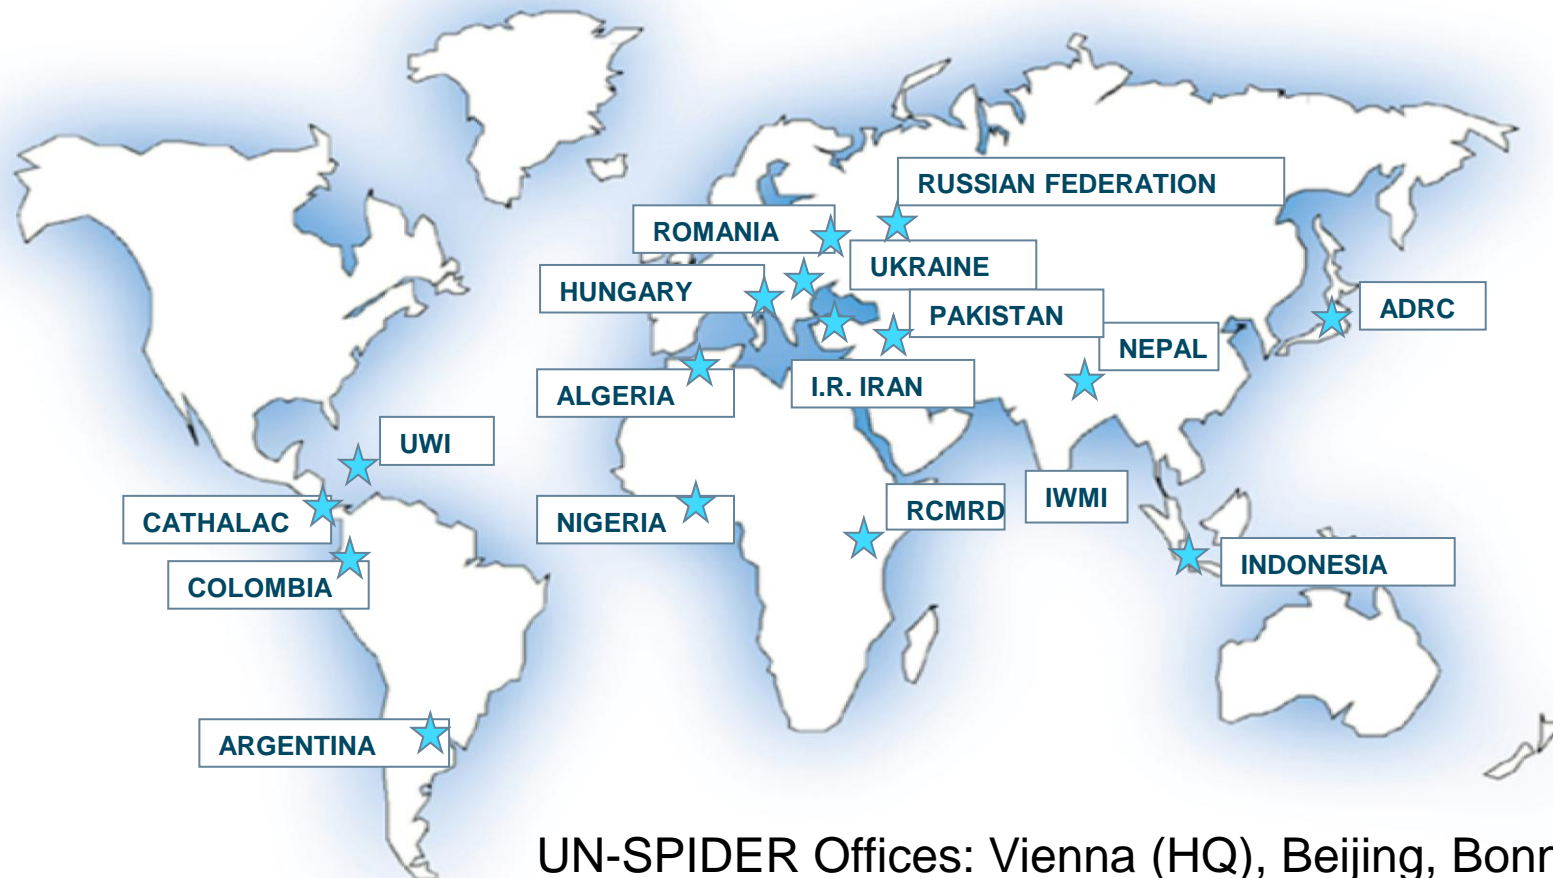 RUSSIAN FEDERATION
ROMANIA
UKRAINE
HUNGARY
PAKISTAN
ADRC
NEPAL
ALGERIA
I.R. IRAN
UWI
CATHALAC
NIGERIA
RCMRD
IWMI
COLOMBIA
INDONESIA
ARGENTINA
UN-SPIDER Offices: Vienna (HQ), Beijing, Bonn